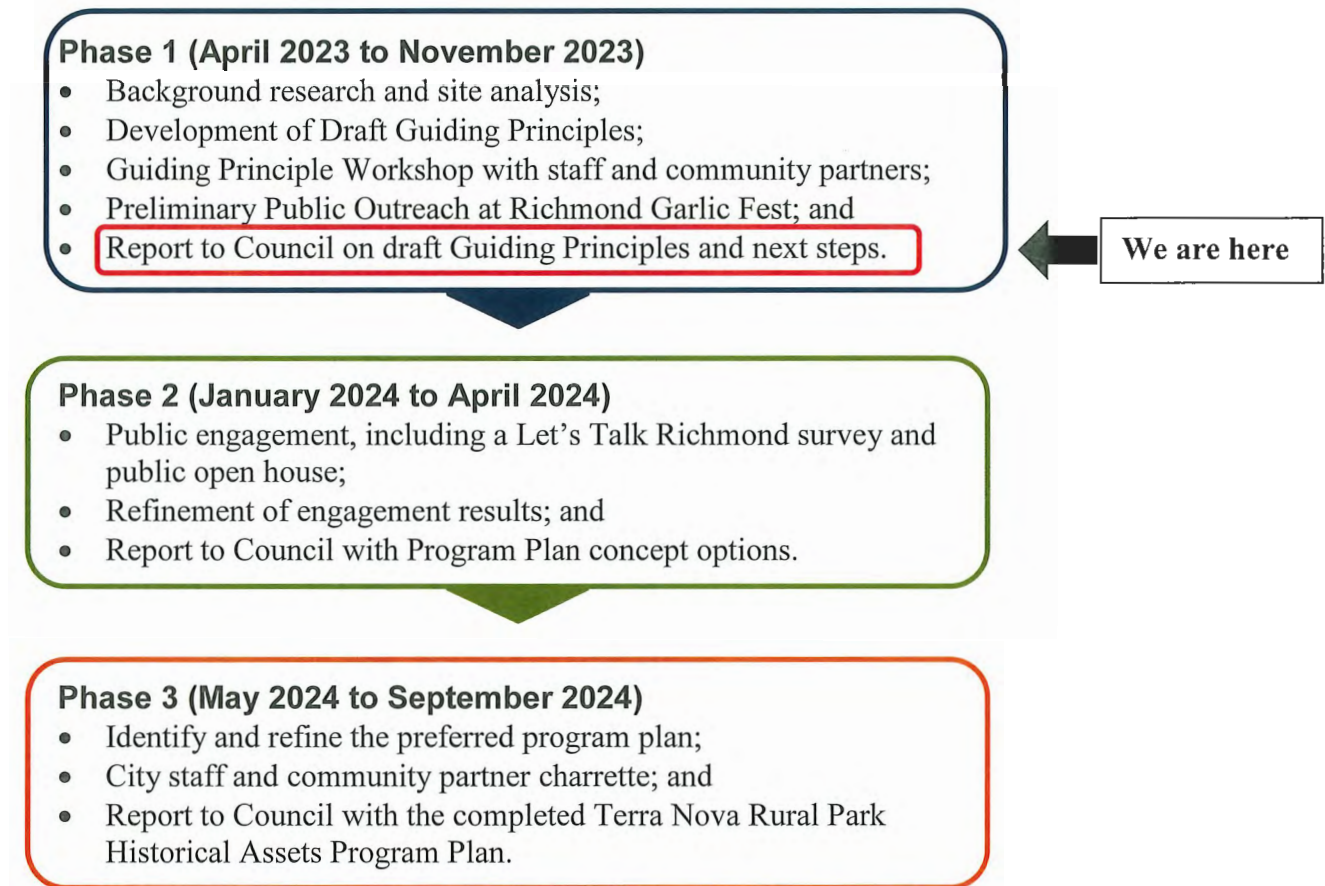 Phase 1 (April 2023 to November 2023)
• Background research and site analysis;
• Development of Draft Guiding Principles;
• Guiding Principle Workshop with staff and community partners;
• Preliminary Public Outreach at Richmond Garlic Fest; and
• Report to Council on draft Guiding Principles and next steps.
We are here
Phase 2 (January 2024 to April 2024)
• Public engagement, including a Let's Talk Richmond survey and
public open house;
• Refinement of engagement results; and
• Report to Council with Program Plan concept options.
Phase 3 (May 2024 to September 2024)
• Identify and refine the preferred program plan;
• City staff and community partner charrette; and
• Report to Council with the completed Terra Nova Rural Park
Historical Assets Program Plan.